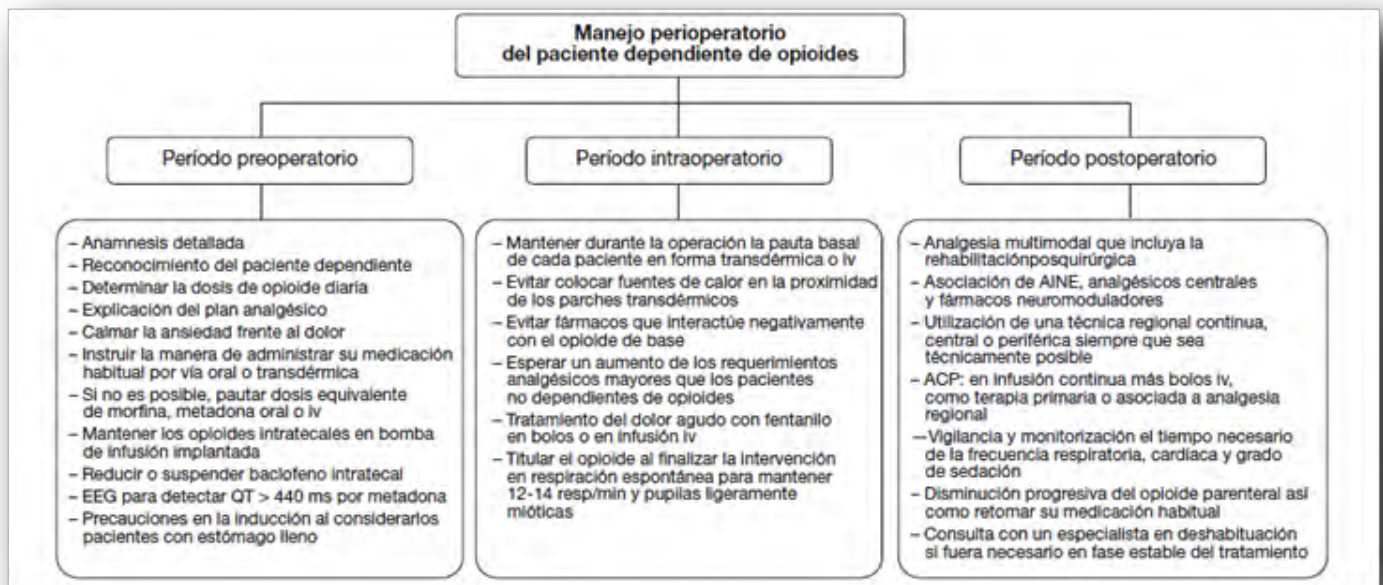 Manejo perioperatorio
del paciente dependiente de opioides
Período preoperatorio
– Anamnesis detallada
– Reconocimiento del paciente dependiente
– Determinar la dosis de opioide diaria
– Explicación del plan analgésico
– Calmar la ansiedad frente al dolor
– Instruir la manera de administrar su medicación
habitual por vía oral o transdérmica
– Si no es posible, pautar dosis equivalente
de morfina, metadona oral o iv
– Mantener los opioides intratecales en bomba
de infusión implantada
– Reducir o suspender baclofeno intratecal
– EEG para detectar QT > 440 ms por metadona
– Precauciones en la inducción al considerarlos
pacientes con estómago lleno
Período intraoperatorio
– Mantener durante la operación la pauta basal
de cada paciente en forma transdérmica o iv
– Evitar colocar fuentes de calor en la proximidad
de los parches transdérmicos
– Evitar fármacos que interactúe negativamente
con el opioide de base
– Esperar un aumento de los requerimientos
analgésicos mayores que los pacientes
no dependientes de opioides
– Tratamiento del dolor agudo con fentanilo
en bolos o en infusión iv
– Titular el opioide al finalizar la intervención
en respiración espontánea para mantener
12-14 resp/min y pupilas ligeramente
mióticas
Período postoperatorio
– Analgesia multimodal que incluya la
rehabilitaciónposquirúrgica
– Asociación de AINE, analgésicos centrales
y fármacos neuromoduladores
– Utilización de una técnica regional continua,
central o periférica siempre que sea
técnicamente posible
– ACP: en infusión continua más bolos iv,
como terapia primaria o asociada a analgesia
regional
—Vigilancia y monitorización el tiempo necesario
de la frecuencia respiratoria, cardíaca y grado
de sedación
– Disminución progresiva del opioide parenteral así
como retomar su medicación habitual
– Consulta con un especialista en deshabituación
si fuera necesario en fase estable del tratamiento